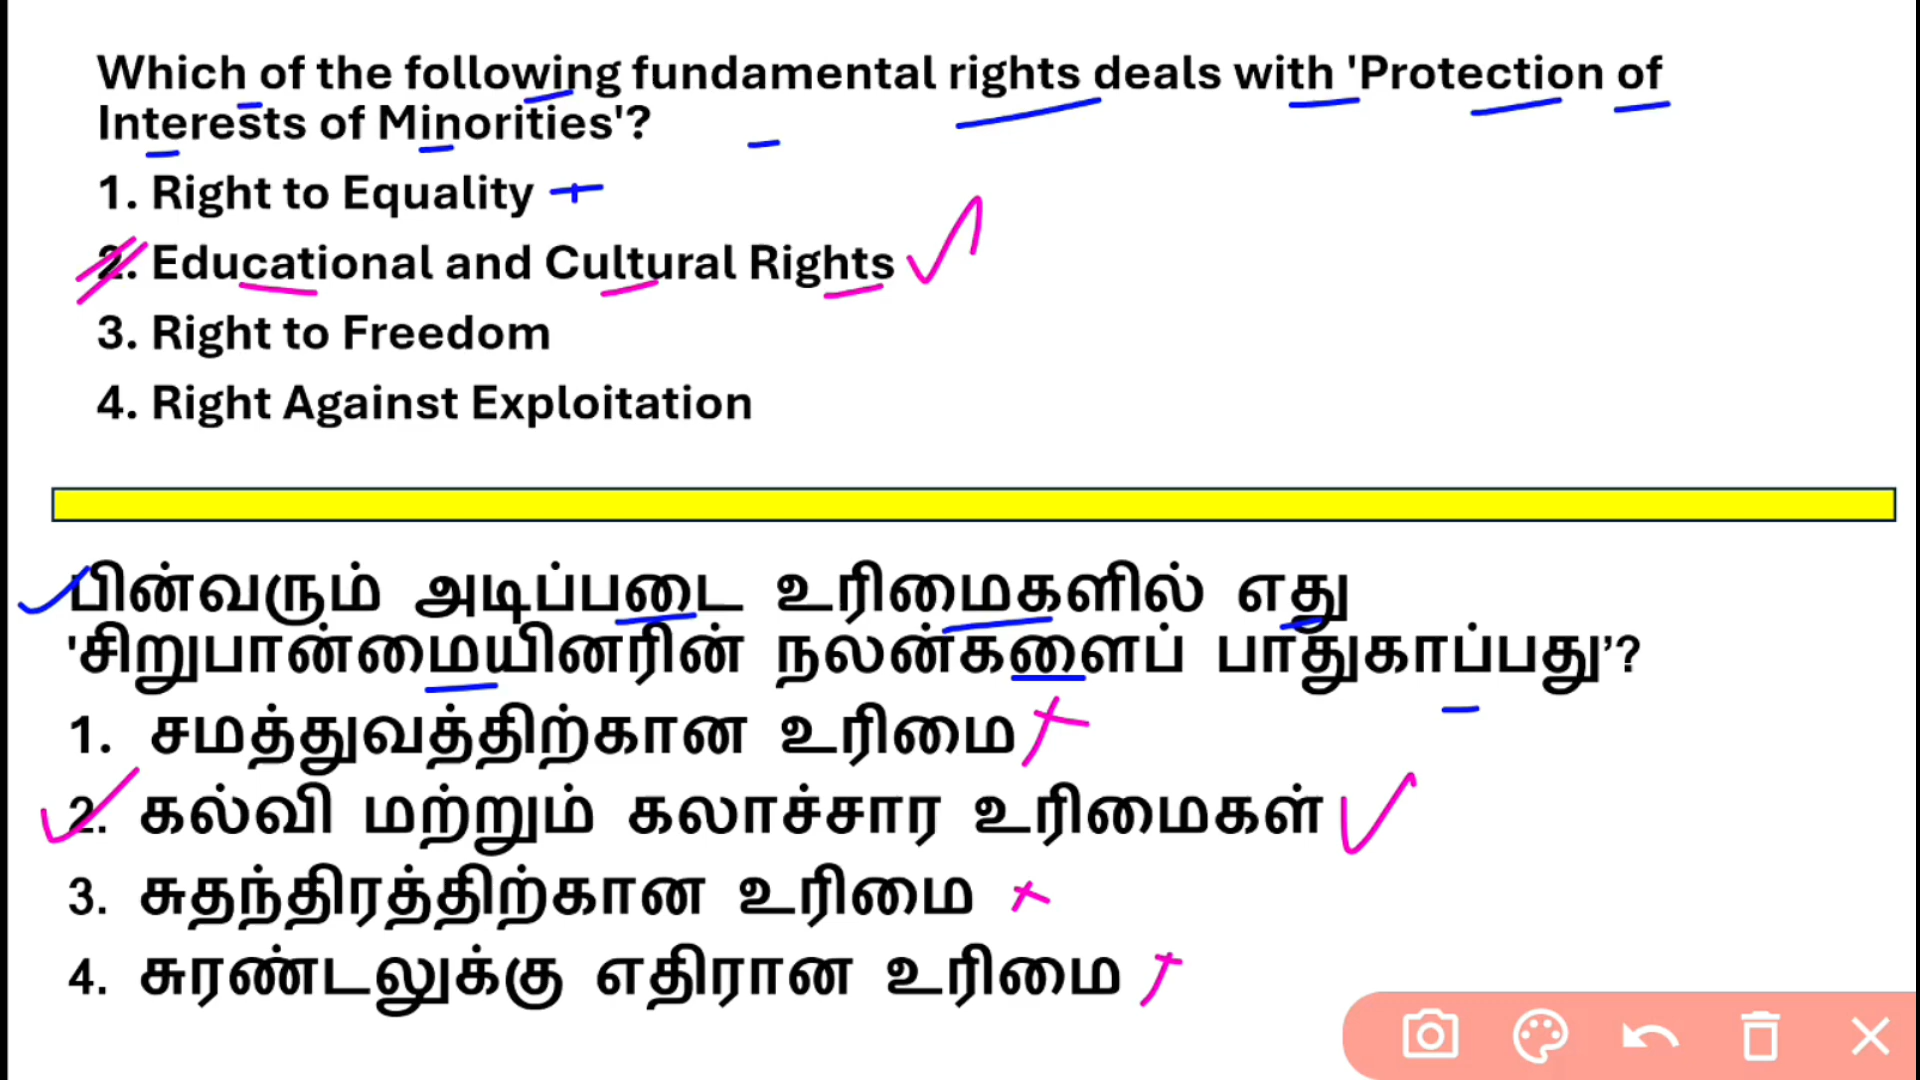 Which of the following fundamental rights deals with 'Protection of
Interests of Minorities'?
1. Right to Equality
2. Educational and Cultural Rights
3. Right to Freedom
4. Right Against Exploitation
பின்வரும் அடிப்படை உரிமைகளில் எது
'சிறுபான்மையினரின் நலன்களைப் பாதுகாப்பது’?
1. சமத்துவத்திற்கான உரிமை
2. கல்வி மற்றும் கலாச்சார உரிமைகள்
3. சுதந்திரத்திற்கான உரிமை
4. சுரண்டலுக்கு எதிரான உரிமை